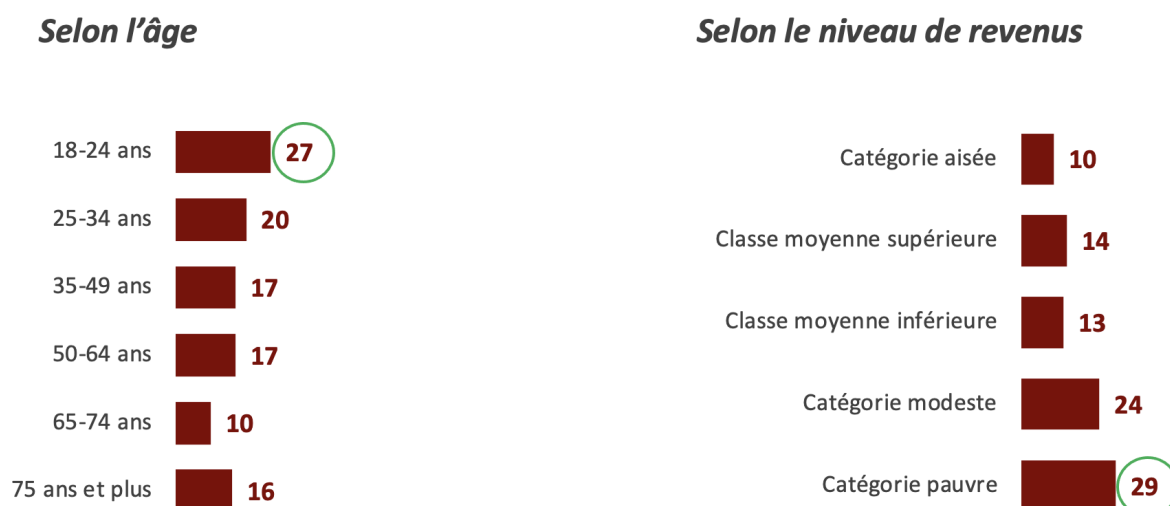 Selon l'âge
18-24 ans 27
25-34 ans 20
35-49 ans 17
50-64 ans 17
65-74 ans 10
75 ans et plus 16
Selon le niveau de revenus
Catégorie aisée 10
Classe moyenne supérieure 14
Classe moyenne inférieure 13
Catégorie modeste 24
Catégorie pauvre 29